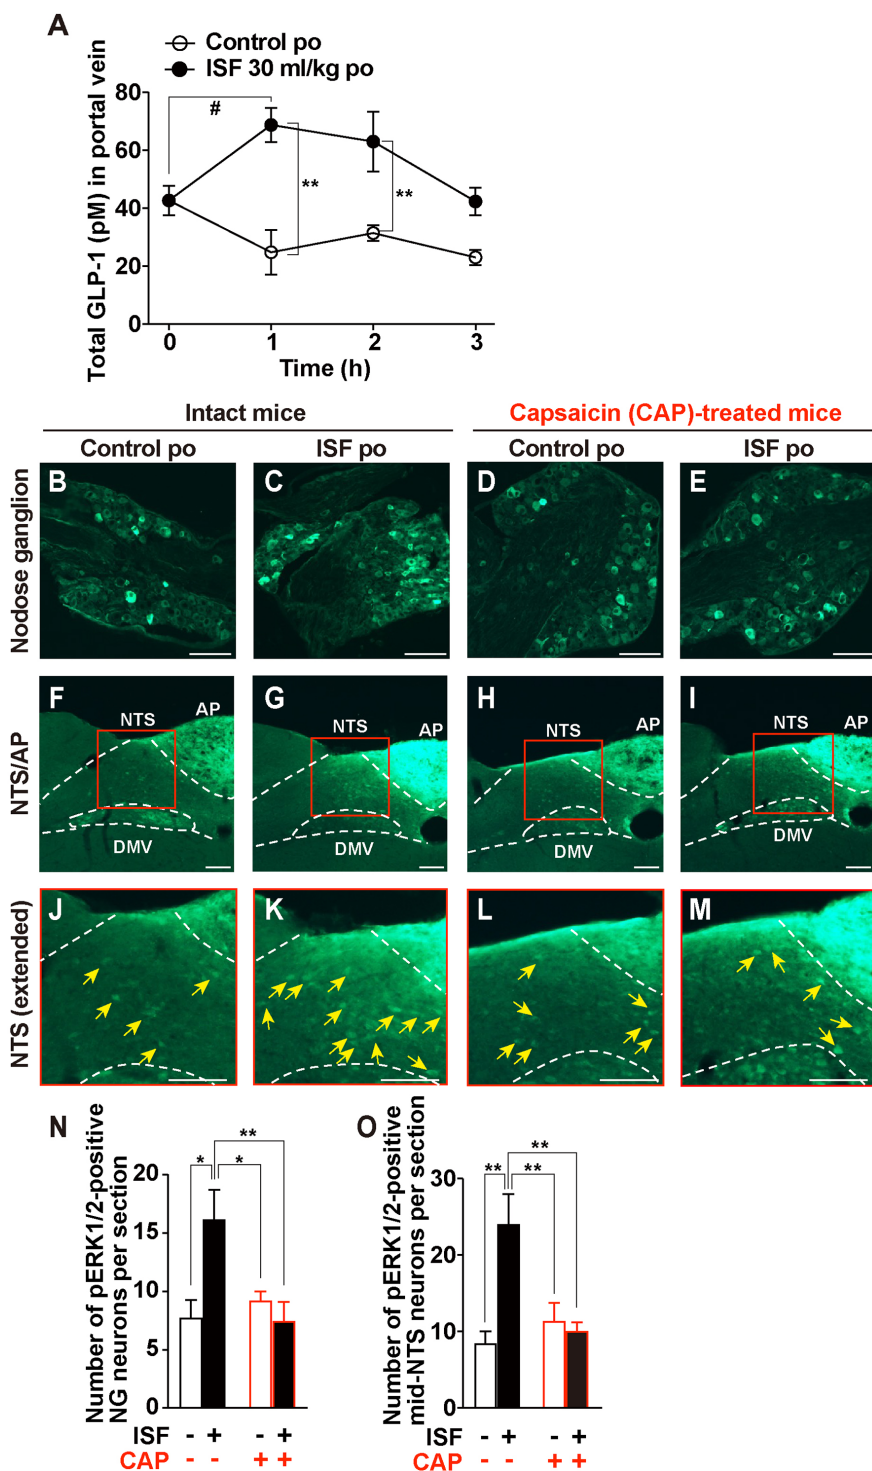 A
Control po
ISF 30 ml/kg po
Total GLP-1 (pM) in portal vein
80
60
40
20
0
#
**
**
0 1 2 3
Time (h)
Intact mice
Capsaicin (CAP)-treated mice
Control po
ISF po
Control po
ISF po
Nodose ganglion
B
C
D
E
NTS/AP
F
NTS
AP
DMV
G
NTS
AP
DMV
H
NTS
AP
DMV
I
NTS
AP
DMV
NTS (extended)
J
K
L
M
N
Number of pERK1/2-positive
NG neurons per section
20
15
10
5
0
**
* *
ISF - + - +
CAP - - + +
O
Number of pERK1/2-positive
mid-NTS neurons per section
30
20
10
0
**
** **
ISF - + - +
CAP - - + +